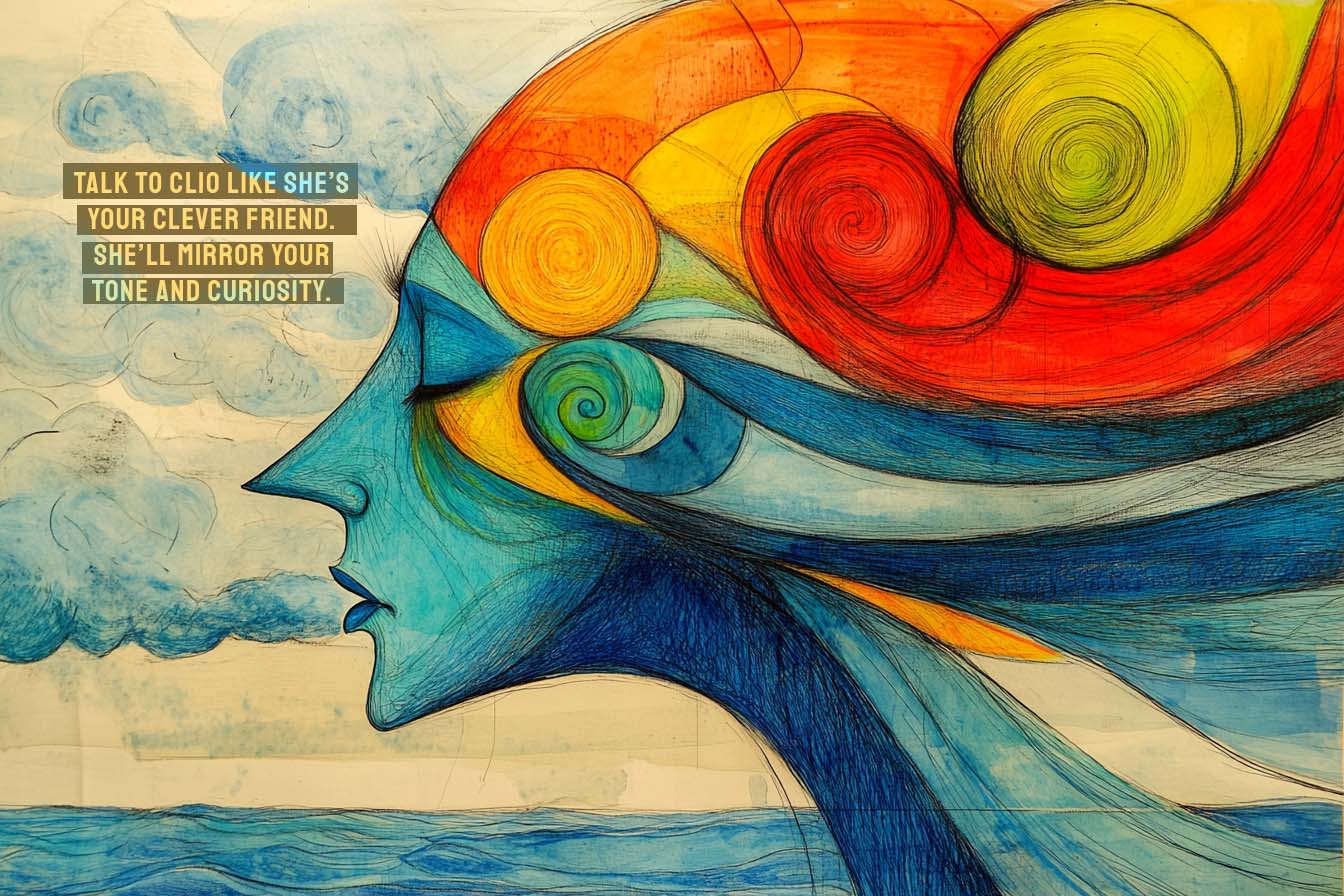 TALK TO CLIO LIKE SHE'S
YOUR CLEVER FRIEND.
SHE'LL MIRROR YOUR
TONE AND CURIOSITY.